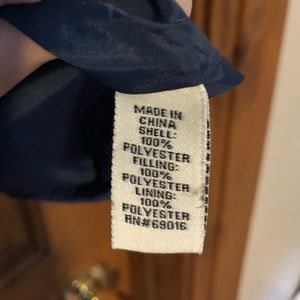 MADE IN
CHINA
SHELL:
100%
POLYESTER
FILLING:
100%
POLYESTER
LINING:
100%
POLYESTER
RN#69016